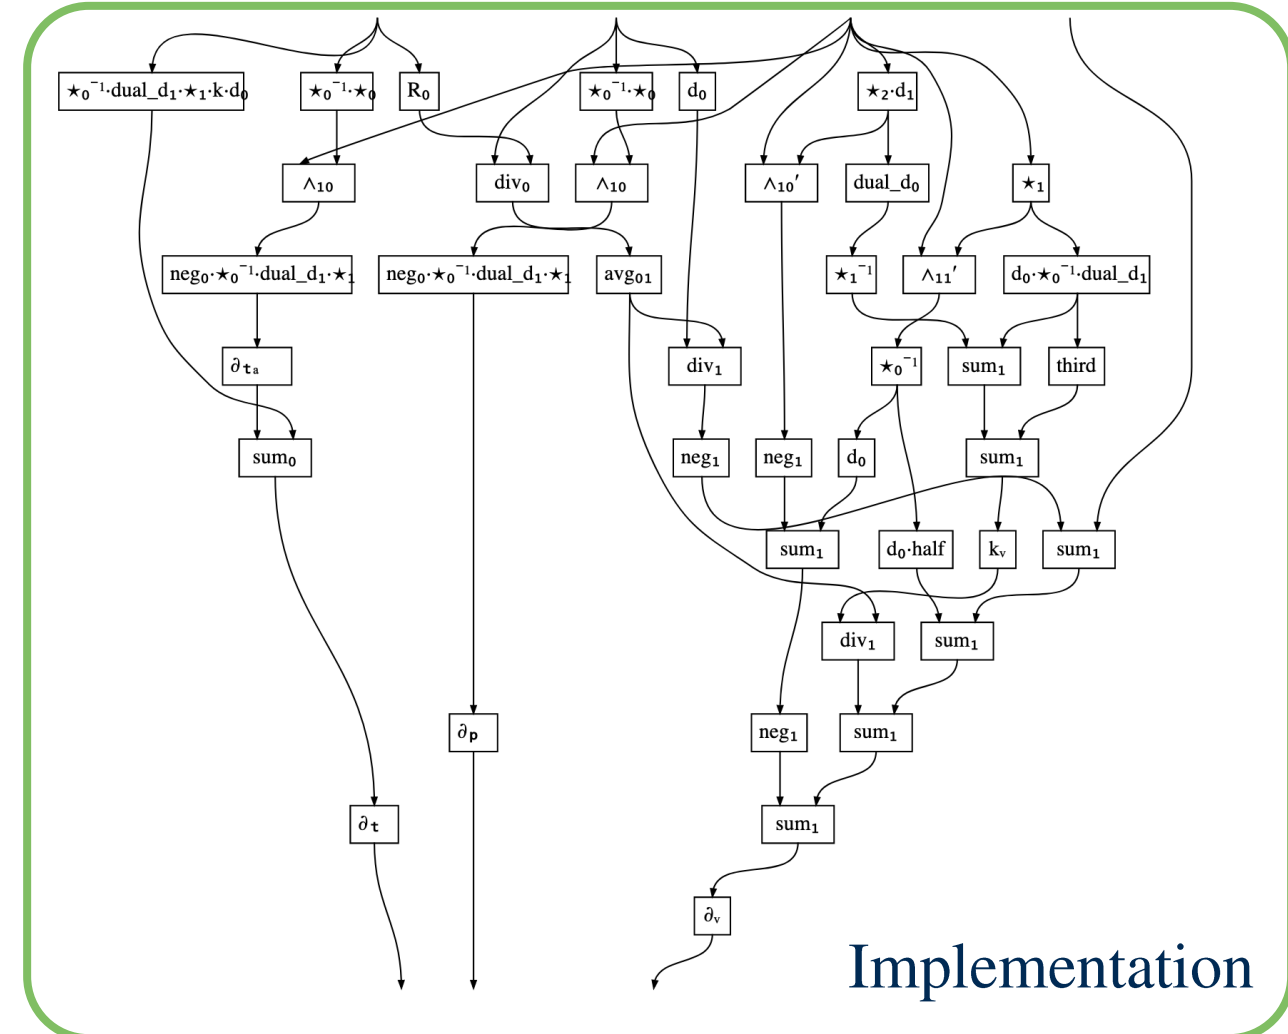 ⋆₀⁻¹·dual_d₁·⋆₁·k·d₀
⋆₀⁻¹·⋆₀
R₀
⋆₀⁻¹·⋆₀
d₀
⋆₂·d₁
∧₁₀
div₀
∧₁₀
∧₁₀′
dual_d₀
⋆₁
neg₀·⋆₀⁻¹·dual_d₁·⋆₁
neg₀·⋆₀⁻¹·dual_d₁·⋆₁
avg₀₁
⋆₁⁻¹
∧₁₁′
d₀·⋆₀⁻¹·dual_d₁
∂ₜₐ
div₁
⋆₀⁻¹
sum₁
third
sum₀
neg₁
neg₁
d₀
sum₁
sum₁
d₀·half
kᵥ
sum₁
div₁
sum₁
∂ₚ
neg₁
sum₁
∂ₜ
sum₁
∂ᵥ
Implementation